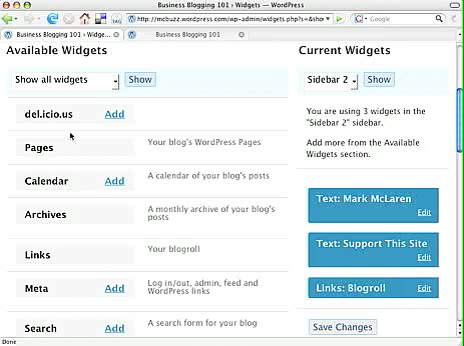 Business Blogging 101 › Widgets — WordPress
http://mcbuzz.wordpress.com/wp-admin/widgets.php?s=&show
Business Blogging 101 › Widge...
Business Blogging 101
Available Widgets
Current Widgets
Show all widgets
Show
Sidebar 2
Show
del.icio.us
Add
You are using 3 widgets in the
"Sidebar 2" sidebar.
Add more from the Available
Widgets section.
Pages
Your blog's WordPress Pages
Calendar
Add
A calendar of your blog's posts
Archives
A monthly archive of your blog's
posts
Links
Your blogroll
Meta
Add
Log in/out, admin, feed and
WordPress links
Search
Add
A search form for your blog
Text: Mark McLaren
Edit
Text: Support This Site
Edit
Links: Blogroll
Edit
Save Changes
Done